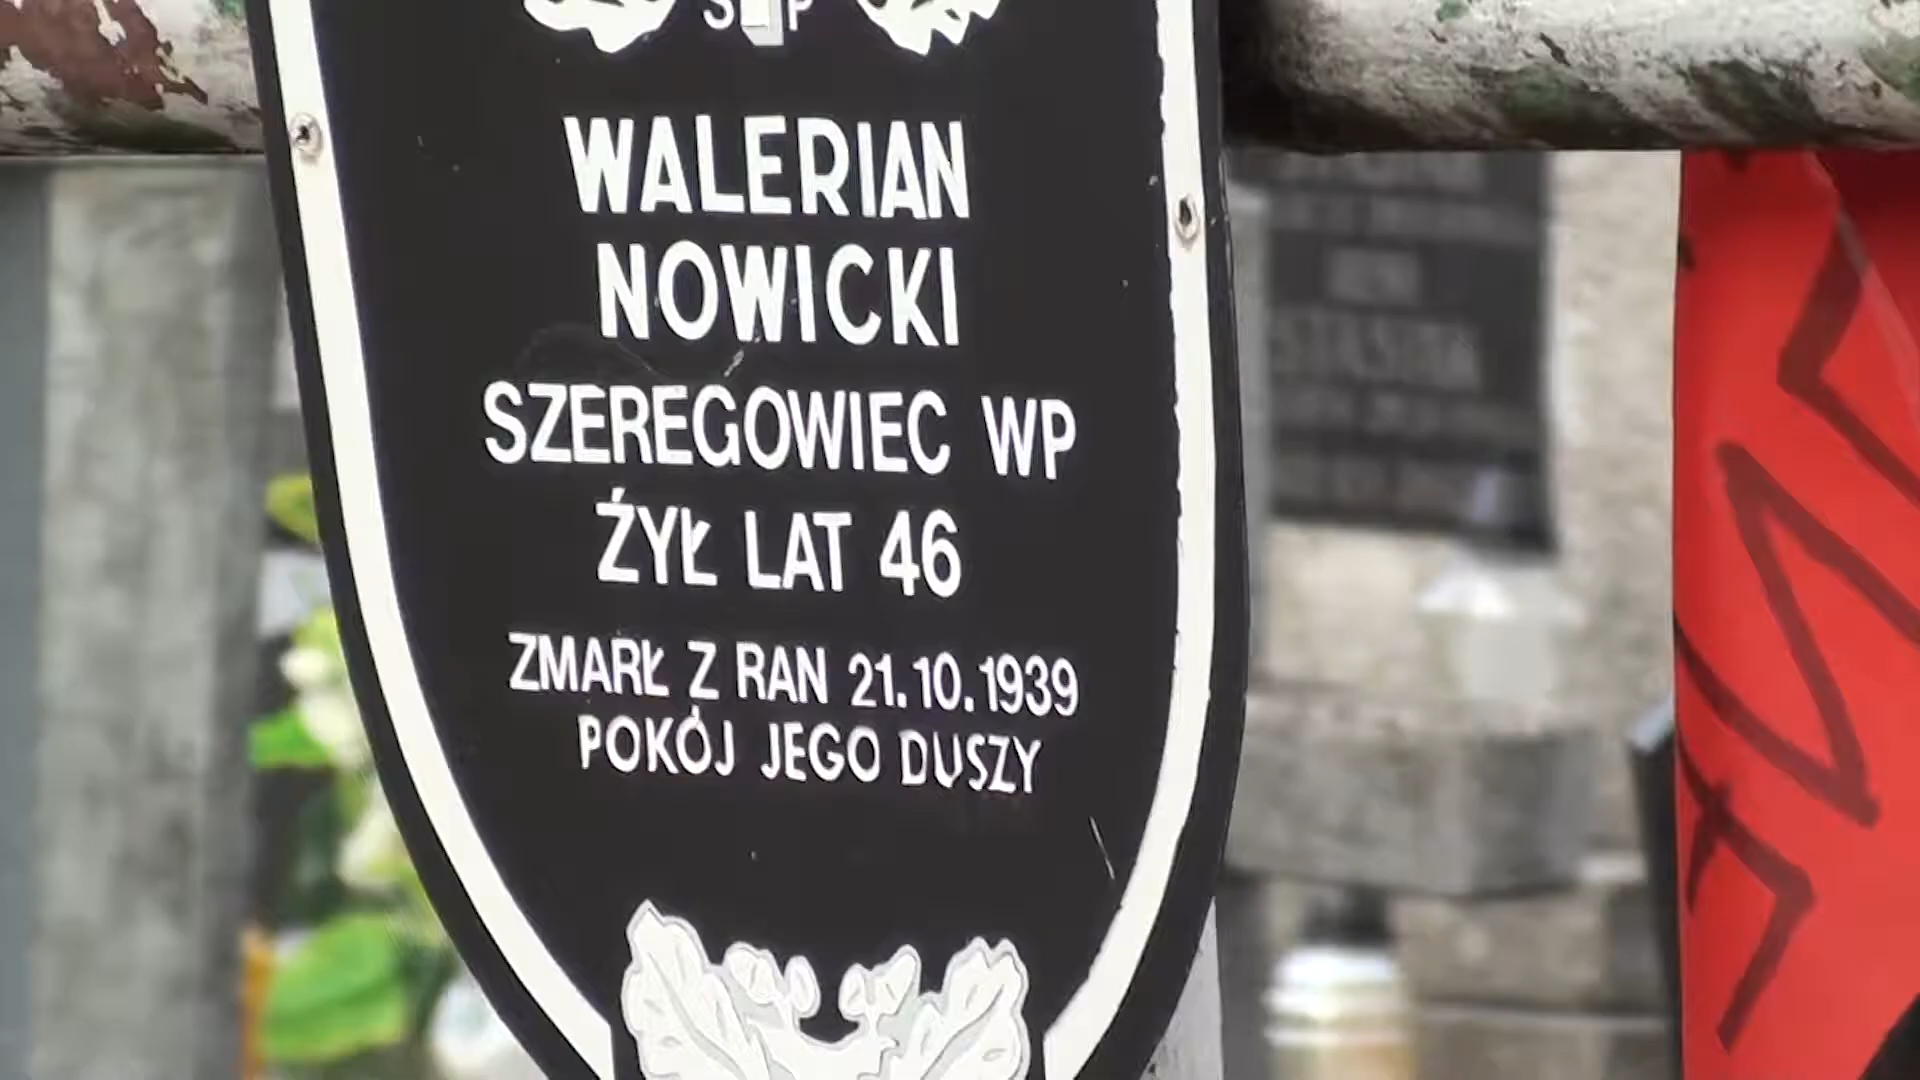 S P
WALERIAN
NOWICKI
SZEREGOWIEC WP
ŻYŁ LAT 46
ZMARŁ Z RAN 21.10.1939
POKÓJ JEGO DUSZY